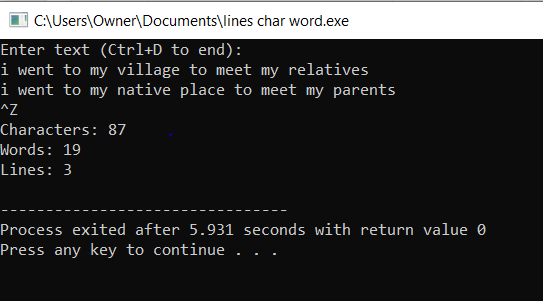 C:\Users\Owner\Documents\lines char word.exe
Enter text (Ctrl+D to end):
i went to my village to meet my relatives
i went to my native place to meet my parents
^Z
Characters: 87
Words: 19
Lines: 3
--------------------------------
Process exited after 5.931 seconds with return value 0
Press any key to continue . . .